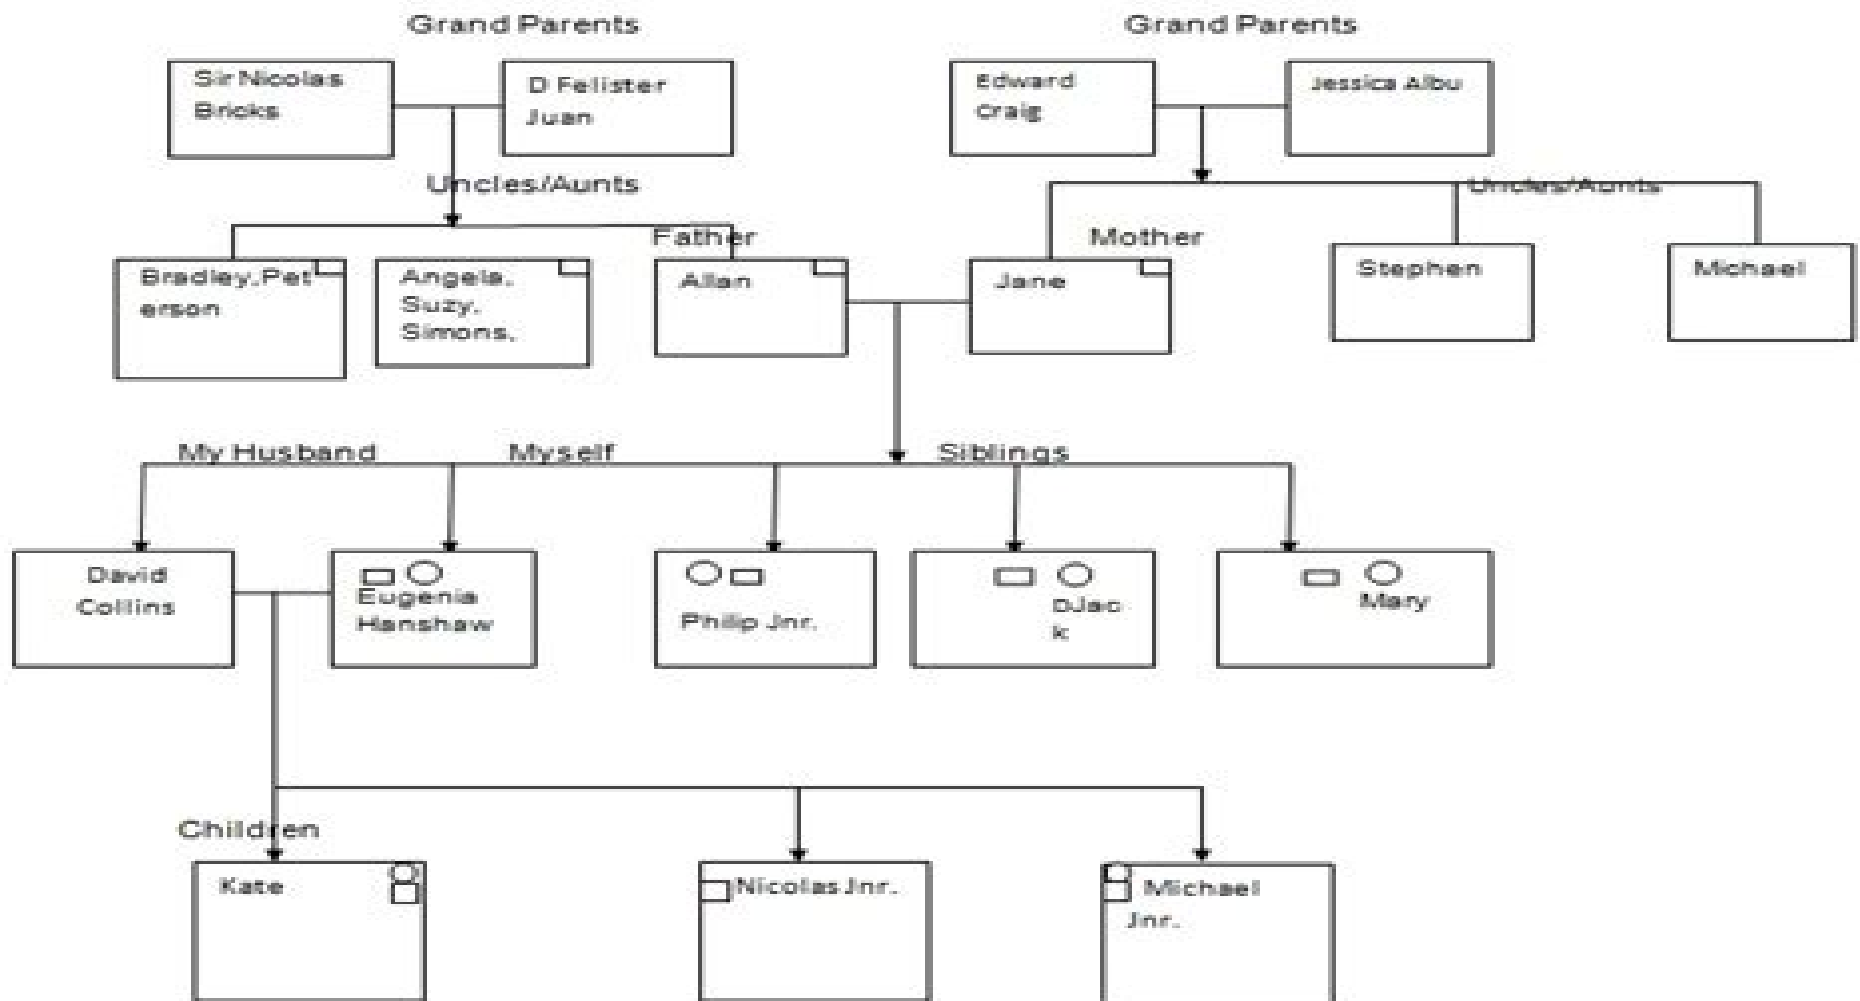 Grand Parents
Grand Parents
Sir Nicolas
Bricks
D Felister
Juan
Edward
Craig
Jessica Albu
Uncles/Aunts
Uncles/Aunts
Father
Mother
Bradley,Pet
erson
Angela,
Suzy,
Simons,
Allan
Jane
Stephen
Michael
My Husband
Myself
Siblings
David
Collins
Eugenia
Hanshaw
Philip Jnr.
DJac
k
Mary
Children
Kate
Nicolas Jnr.
Michael
Jnr.